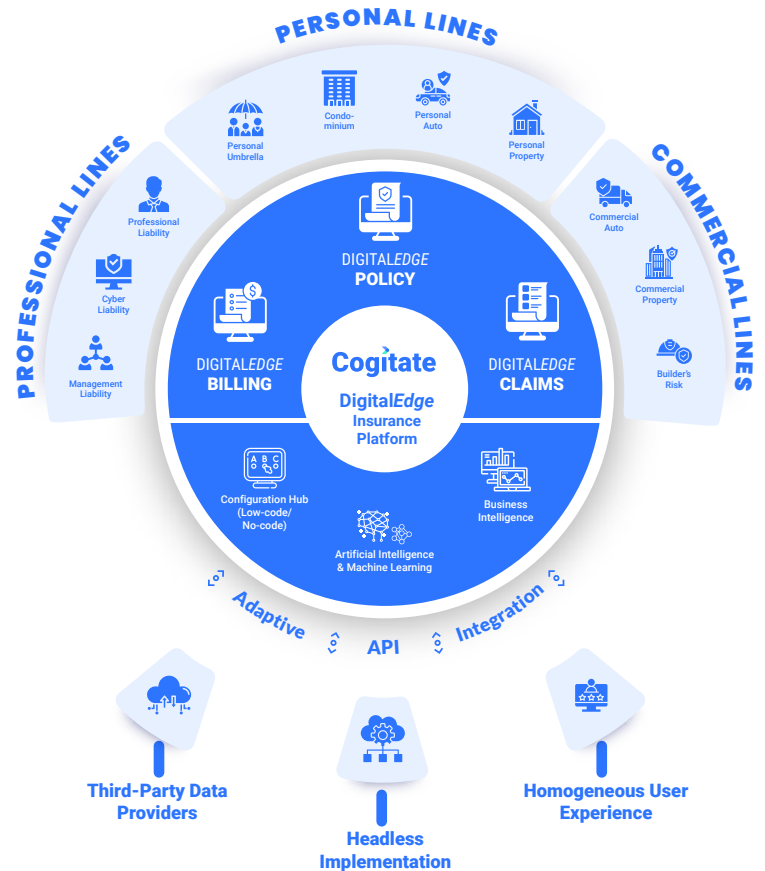 PERSONAL LINES
Personal
Umbrella
Condo-
minium
Personal
Auto
Personal
Property
PROFESSIONAL LINES
Professional
Liability
Cyber
Liability
Management
Liability
COMMERCIAL LINES
Commercial
Auto
Commercial
Property
Builder's
Risk
DIGITALEDGE
POLICY
DIGITALEDGE
BILLING
DIGITALEDGE
CLAIMS
Cogitate
DigitalEdge
Insurance
Platform
A B C
Configuration Hub
(Low-code/
No-code)
Artificial Intelligence
& Machine Learning
Business
Intelligence
Adaptive
API
Integration
Third-Party Data
Providers
Headless
Implementation
Homogeneous User
Experience